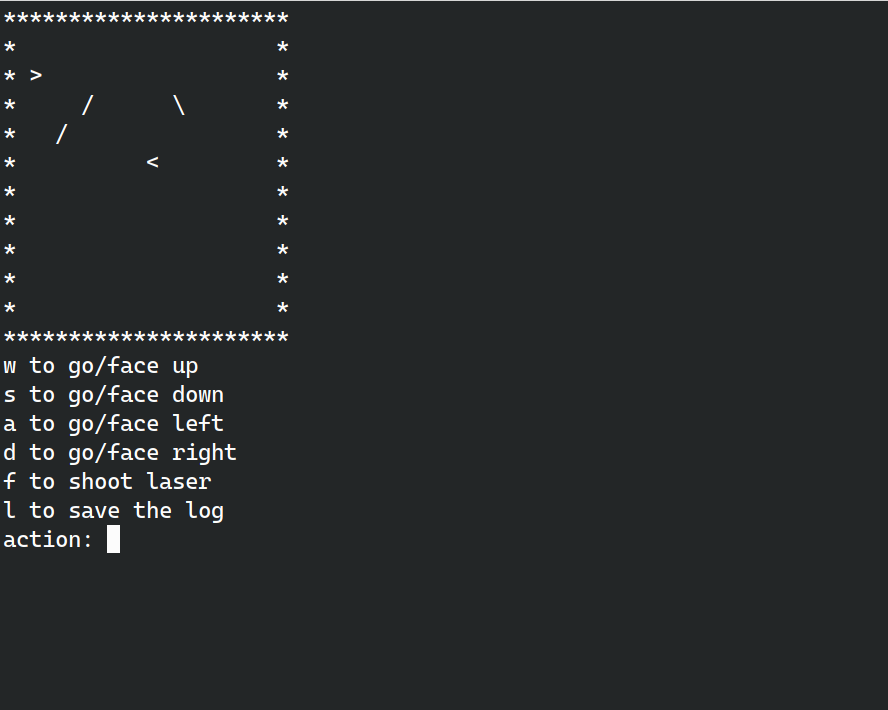 **********************
*                    *
* >                  *
*     /      \       *
*   /                *
*          <         *
*                    *
*                    *
*                    *
*                    *
*                    *
**********************
w to go/face up
s to go/face down
a to go/face left
d to go/face right
f to shoot laser
l to save the log
action: